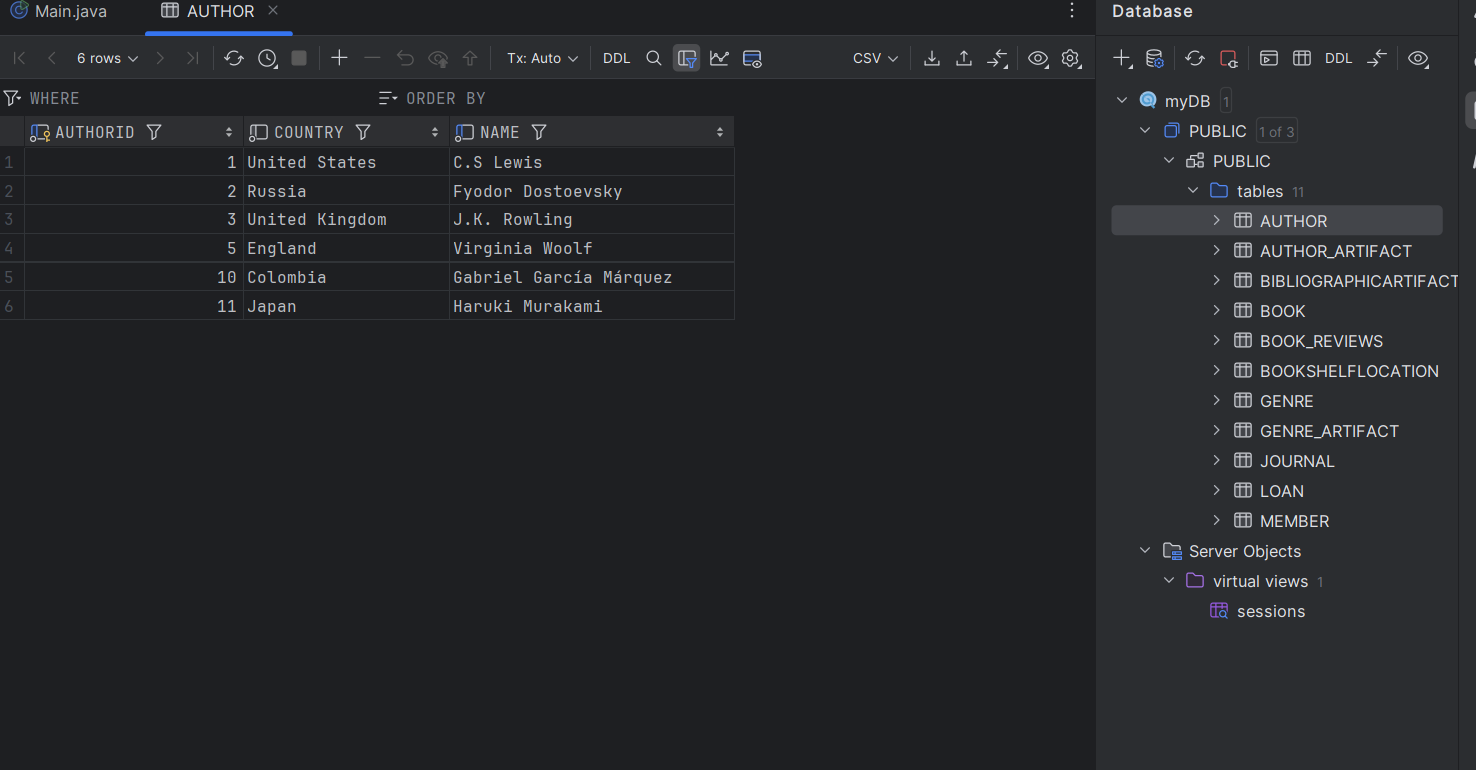 Main.java AUTHOR
6 rows Tx: Auto DDL CSV
WHERE ORDER BY
AUTHORID COUNTRY NAME
1 1 United States C.S Lewis
2 2 Russia Fyodor Dostoevsky
3 3 United Kingdom J.K. Rowling
4 5 England Virginia Woolf
5 10 Colombia Gabriel García Márquez
6 11 Japan Haruki Murakami
Database
DDL
myDB 1
PUBLIC 1 of 3
PUBLIC
tables 11
AUTHOR
AUTHOR_ARTIFACT
BIBLIOGRAPHICARTIFACT
BOOK
BOOK_REVIEWS
BOOKSHELFLOCATION
GENRE
GENRE_ARTIFACT
JOURNAL
LOAN
MEMBER
Server Objects
virtual views 1
sessions